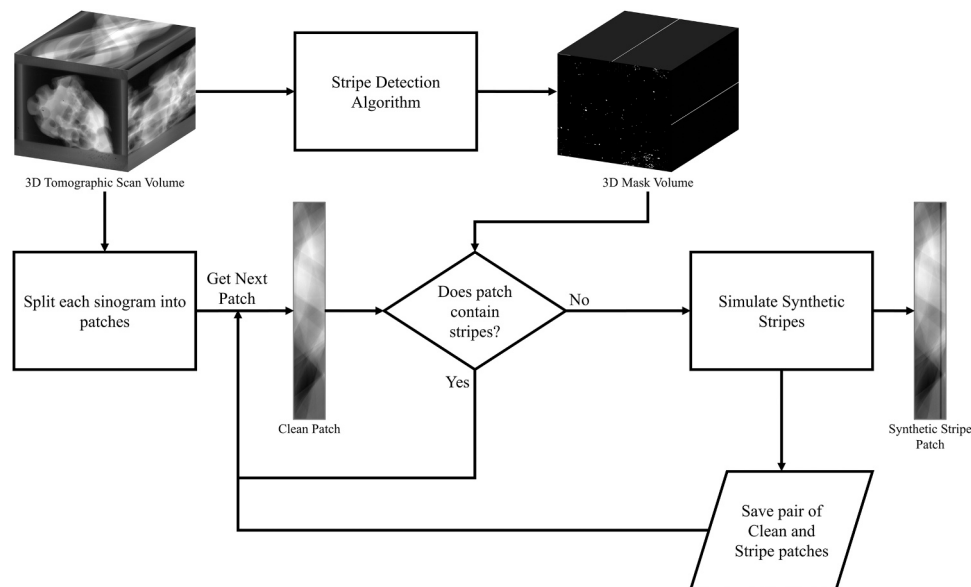 Stripe Detection
Algorithm
3D Tomographic Scan Volume
3D Mask Volume
Split each sinogram into
patches
Get Next
Patch
Does patch
contain
stripes?
No
Yes
Simulate Synthetic
Stripes
Clean Patch
Synthetic Stripe
Patch
Save pair of
Clean and
Stripe patches